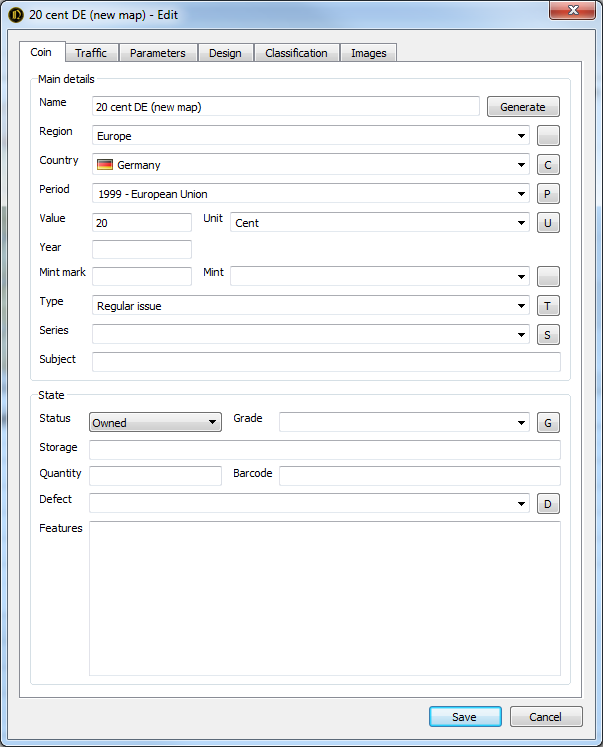 20 cent DE (new map) - Edit
Coin Traffic Parameters Design Classification Images
Main details
Name 20 cent DE (new map) Generate
Region Europe
Country Germany C
Period 1999 - European Union P
Value 20 Unit Cent U
Year
Mint mark Mint
Type Regular issue T
Series S
Subject
State
Status Owned Grade G
Storage
Quantity Barcode
Defect D
Features
Save Cancel